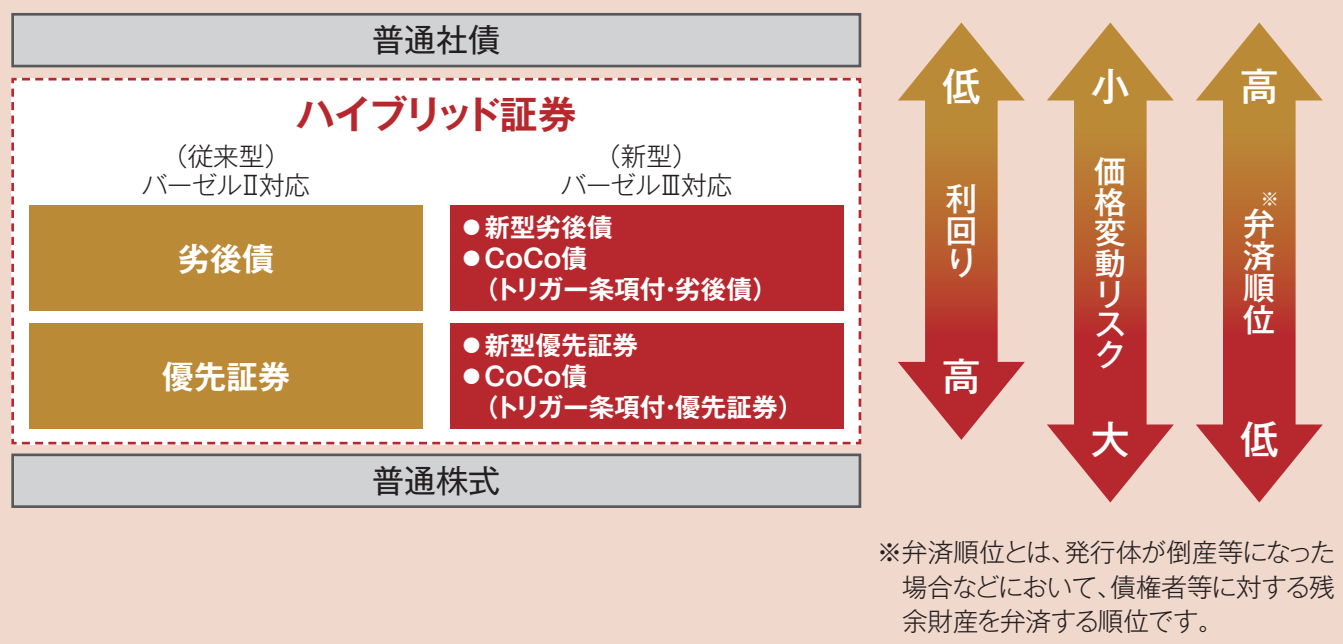 普通社債
ハイブリッド証券
（従来型）
バーゼルⅡ対応
（新型）
バーゼルⅢ対応
劣後債
●新型劣後債
●CoCo債
（トリガー条項付・劣後債）
優先証券
●新型優先証券
●CoCo債
（トリガー条項付・優先証券）
普通株式
低
利回り
高
小
価格変動リスク
大
高
※弁済順位
低
※弁済順位とは、発行体が倒産等になった
場合などにおいて、債権者等に対する残
余財産を弁済する順位です。